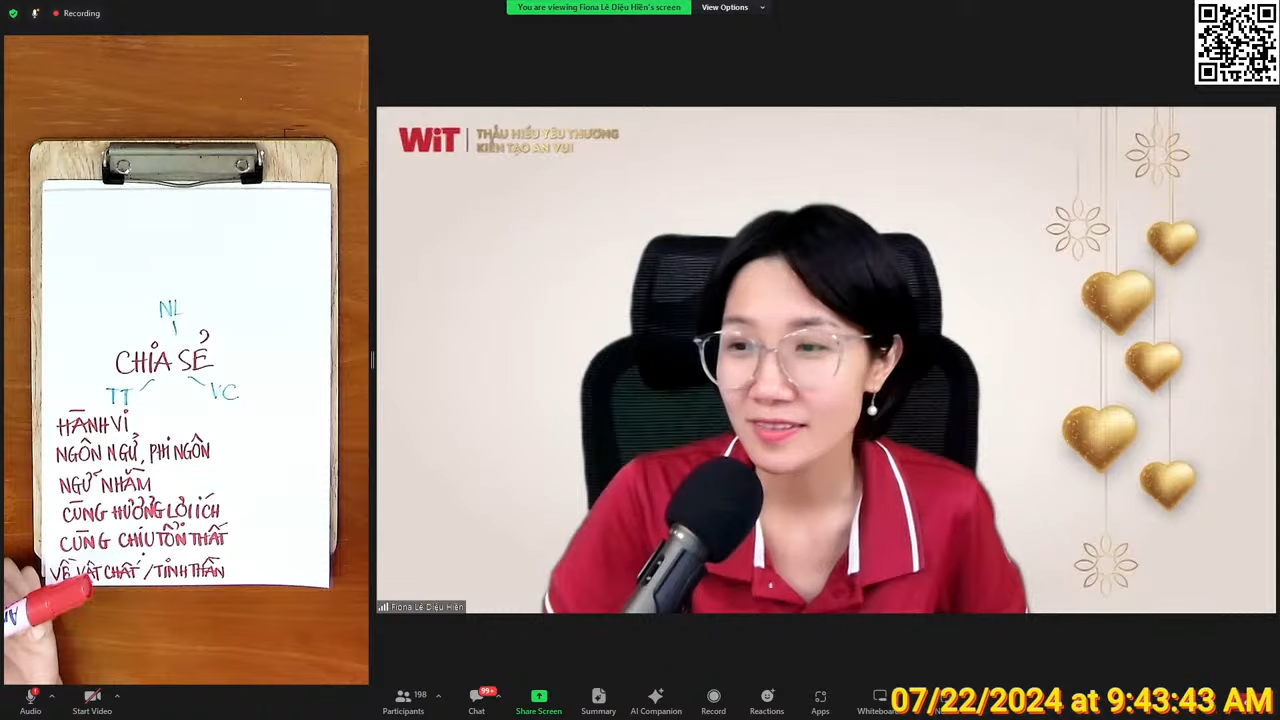 Recording
You are viewing Fiona Lê Diệu Hiền's screen
View Options
WiT
THẤU HIỂU YÊU THƯƠNG
KIẾN TẠO AN VUI
NL
CHIA SẺ
TT VC
HÀNH VI
NGÔN NGỮ, PHI NGÔN
NGỮ NHẰM
CÙNG HƯỞNG LỢI ÍCH
CÙNG CHỊU TỔN THẤT
VỀ VẬT CHẤT / TINH THẦN
Fiona Lê Diệu Hiền
Audio
Start Video
Participants
198
Chat
99+
Share Screen
Summary
AI Companion
Record
Reactions
Apps
07/22/2024 at 9:43:43 AM